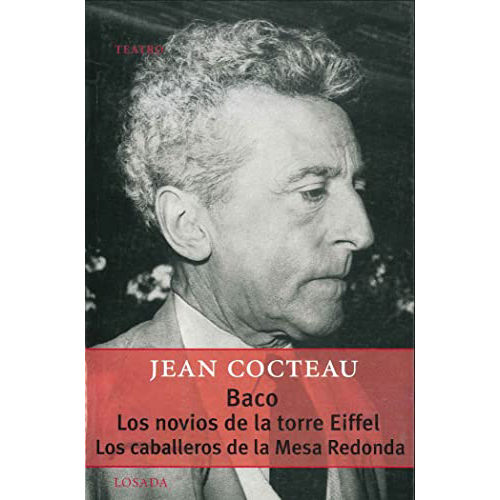 TEATRO
JEAN COCTEAU
Baco
Los novios de la torre Eiffel
Los caballeros de la Mesa Redonda
LOSADA